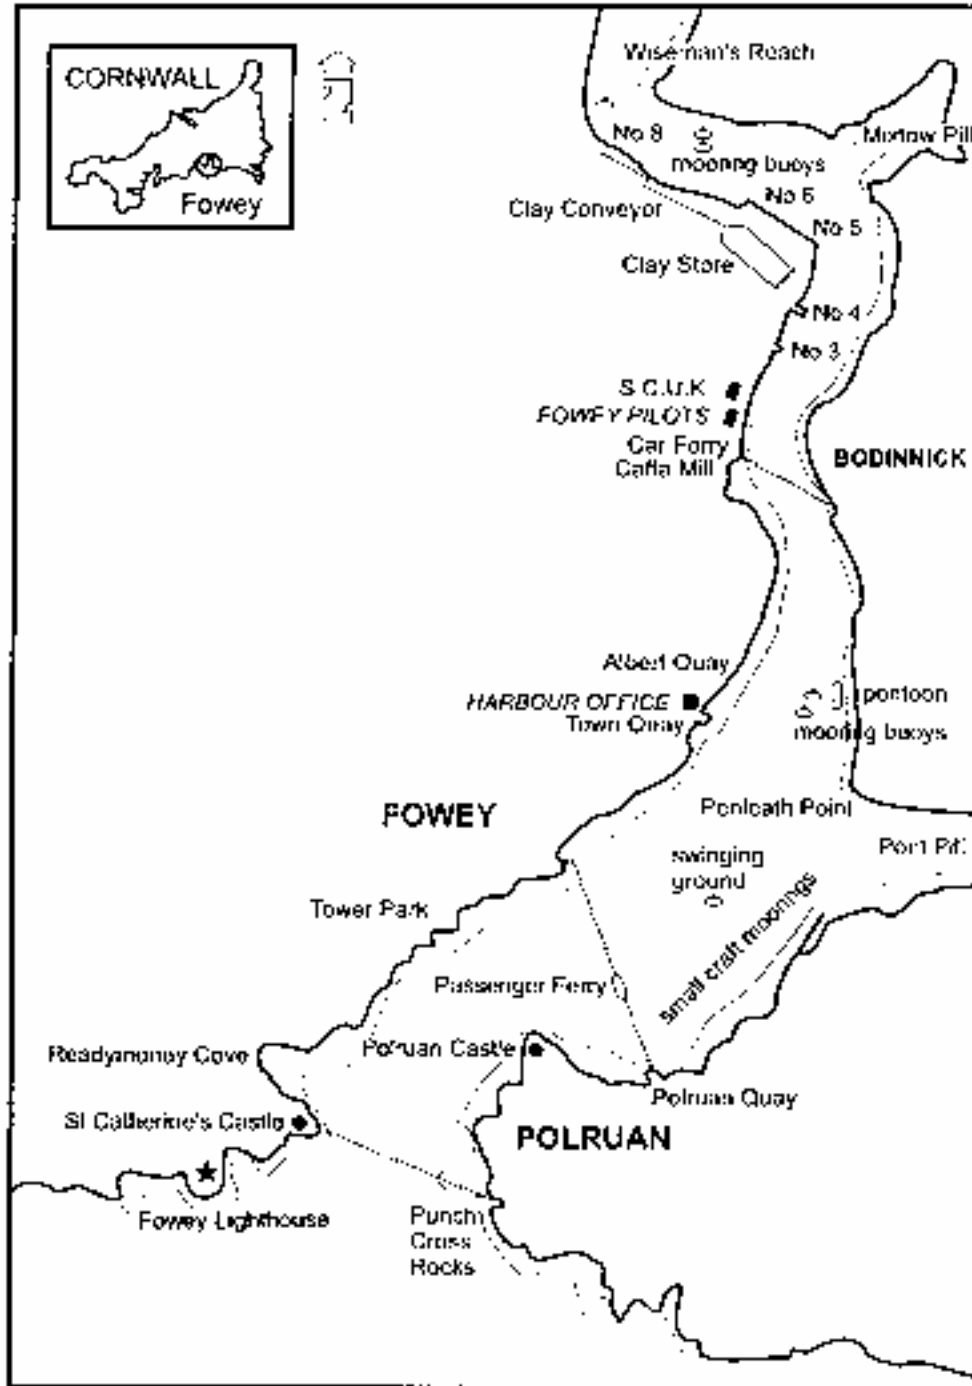 CORNWALL
Fowey
Wiseman's Reach
No 8
mooring buoys
Mixtow Pill
No 6
Clay Conveyor
No 5
Clay Store
No 4
No 3
S.C.U.K
FOWEY PILOTS
Car Ferry
Caffa Mill
BODINNICK
Albert Quay
HARBOUR OFFICE
Town Quay
pontoon
mooring buoys
FOWEY
Penleath Point
Pont Pill
swinging
ground
Tower Park
small craft moorings
Passenger Ferry
Readymoney Cove
Polruan Castle
Polruan Quay
St Catherine's Castle
POLRUAN
Fowey Lighthouse
Punch
Cross
Rocks